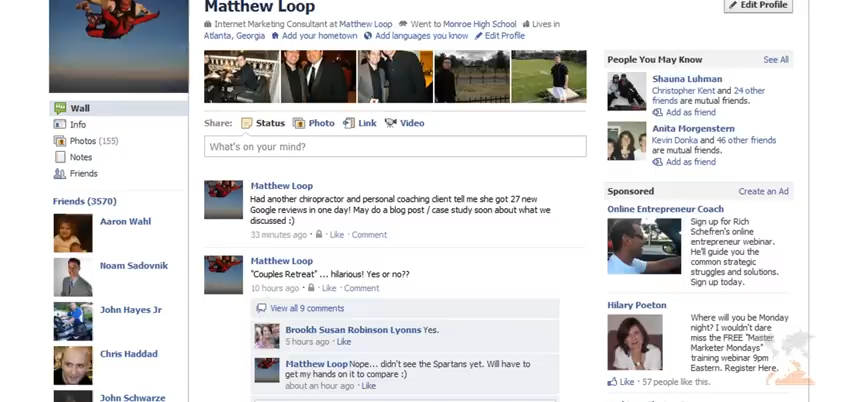 Matthew Loop
Edit Profile
Internet Marketing Consultant at Matthew Loop Went to Monroe High School Lives in
Atlanta, Georgia Add your hometown Add languages you know Edit Profile
Share: Status Photo Link Video
What's on your mind?
Wall
Info
Photos (155)
Notes
Friends
Friends (3570)
Aaron Wahl
Noam Sadovnik
John Hayes Jr
Chris Haddad
John Schwarze
Matthew Loop
Had another chiropractor and personal coaching client tell me she got 27 new
Google reviews in one day! May do a blog post / case study soon about what we
discussed :)
33 minutes ago · Like · Comment
Matthew Loop
"Couples Retreat" ... hilarious! Yes or no??
10 hours ago · Like · Comment
View all 9 comments
Brookh Susan Robinson Lyonns Yes.
5 hours ago · Like
Matthew Loop Nope... didn't see the Spartans yet. Will have to
get my hands on it to compare :)
about an hour ago · Like
People You May Know See All
Shauna Luhman
Christopher Kent and 24 other
friends are mutual friends.
Add as friend
Anita Morgenstern
Kevin Donka and 46 other friends
are mutual friends.
Add as friend
Sponsored Create an Ad
Online Entrepreneur Coach
Sign up for Rich
Schefren's online
entrepreneur webinar.
He'll guide you the
common strategic
struggles and solutions.
Sign up today.
Hilary Poeton
Where will you be Monday
night? I wouldn't dare
miss the FREE "Master
Marketer Mondays"
training webinar 9pm
Eastern. Register Here.
Like · 57 people like this.